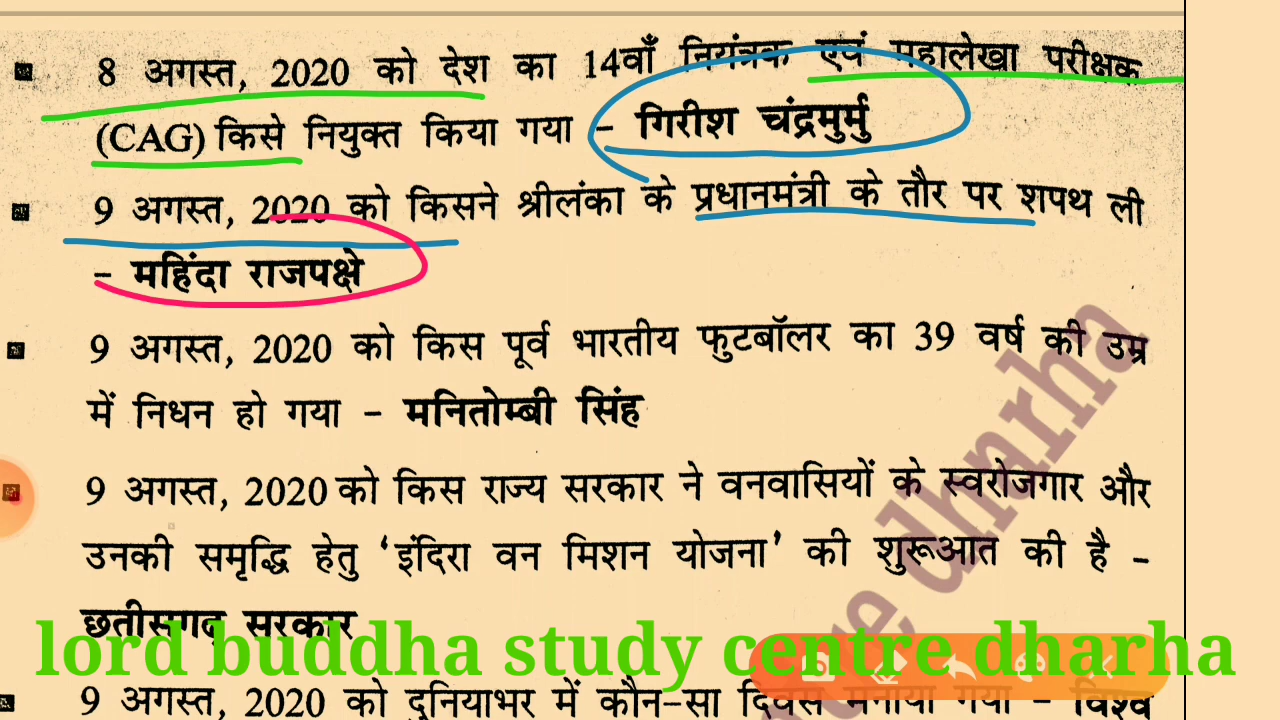 8 अगस्त, 2020 को देश का 14वाँ नियंत्रक एवं महालेखा परीक्षक
(CAG) किसे नियुक्त किया गया – गिरीश चंद्रमुर्मु
9 अगस्त, 2020 को किसने श्रीलंका के प्रधानमंत्री के तौर पर शपथ ली
– महिंदा राजपक्षे
9 अगस्त, 2020 को किस पूर्व भारतीय फुटबॉलर का 39 वर्ष की उम्र
में निधन हो गया – मनितोम्बी सिंह
9 अगस्त, 2020 को किस राज्य सरकार ने वनवासियों के स्वरोजगार और
उनकी समृद्धि हेतु ‘इंदिरा वन मिशन योजना’ की शुरूआत की है –
छतीसगढ़ सरकार
lord buddha study centre dharha
9 अगस्त, 2020 को दुनियाभर में कौन-सा दिवस मनाया गया – विश्व
dharha